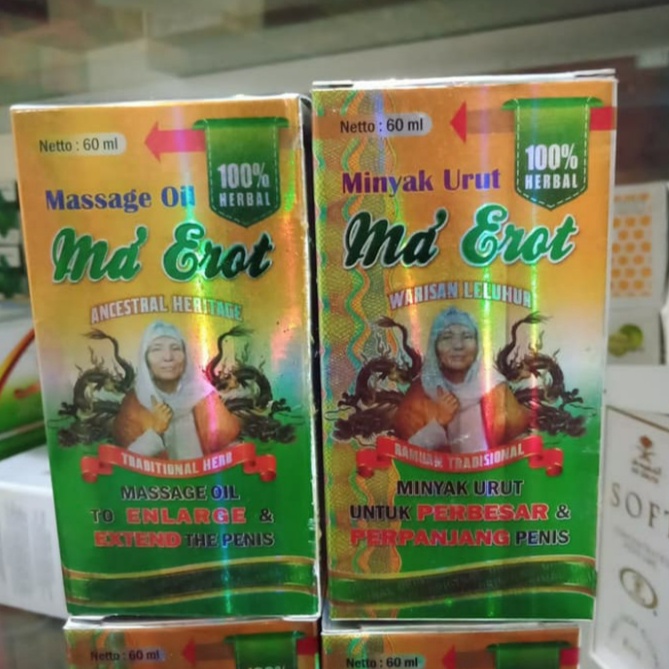 Netto : 60 ml
100%
HERBAL
Massage Oil
Ma' Erot
ANCESTRAL HERITAGE
TRADITIONAL HERB
MASSAGE OIL
TO ENLARGE &
EXTEND THE PENIS
Netto : 60 ml
100%
HERBAL
Minyak Urut
Ma' Erot
WARISAN LELUHUR
RAMUAN TRADISIONAL
MINYAK URUT
UNTUK PERBESAR &
PERPANJANG PENIS
SOFT
Netto : 60 ml
100%
Netto : 60 ml